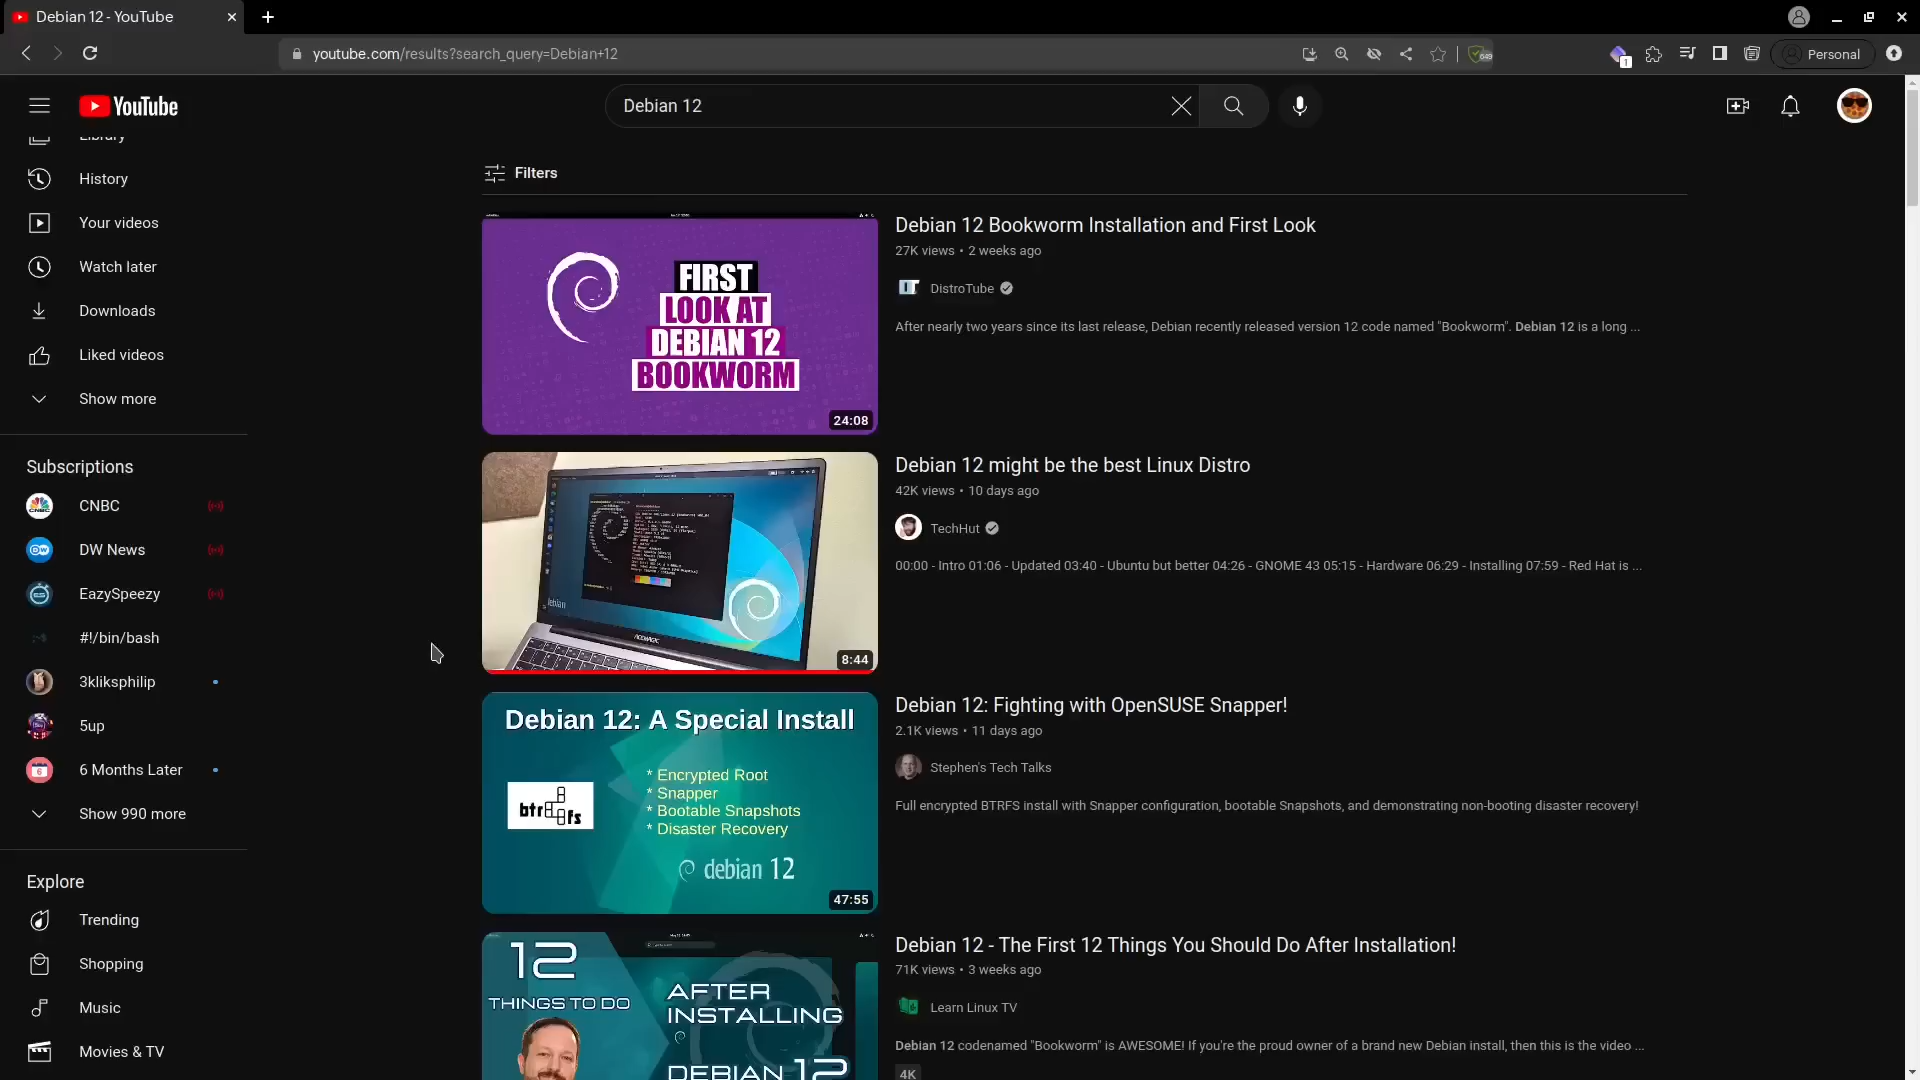 Debian 12 - YouTube
youtube.com/results?search_query=Debian+12
649
1
Personal
YouTube
Debian 12
Library
History
Your videos
Watch later
Downloads
Liked videos
Show more
Subscriptions
CNBC
DW News
EazySpeezy
#!/bin/bash
3kliksphilip
5up
6 Months Later
Show 990 more
Explore
Trending
Shopping
Music
Movies & TV
Filters
FIRST
LOOK AT
DEBIAN 12
BOOKWORM
24:08
Debian 12 Bookworm Installation and First Look
27K views • 2 weeks ago
DistroTube
After nearly two years since its last release, Debian recently released version 12 code named "Bookworm". Debian 12 is a long ...
debian
ACEMAGIC
8:44
Debian 12 might be the best Linux Distro
42K views • 10 days ago
TechHut
00:00 - Intro 01:06 - Updated 03:40 - Ubuntu but better 04:26 - GNOME 43 05:15 - Hardware 06:29 - Installing 07:59 - Red Hat is ...
Debian 12: A Special Install
btrfs
* Encrypted Root
* Snapper
* Bootable Snapshots
* Disaster Recovery
debian 12
47:55
Debian 12: Fighting with OpenSUSE Snapper!
2.1K views • 11 days ago
Stephen's Tech Talks
Full encrypted BTRFS install with Snapper configuration, bootable Snapshots, and demonstrating non-booting disaster recovery!
12
THINGS TO DO
AFTER
INSTALLING
DEBIAN 12
Debian 12 - The First 12 Things You Should Do After Installation!
71K views • 3 weeks ago
Learn Linux TV
Debian 12 codenamed "Bookworm" is AWESOME! If you're the proud owner of a brand new Debian install, then this is the video ...
4K